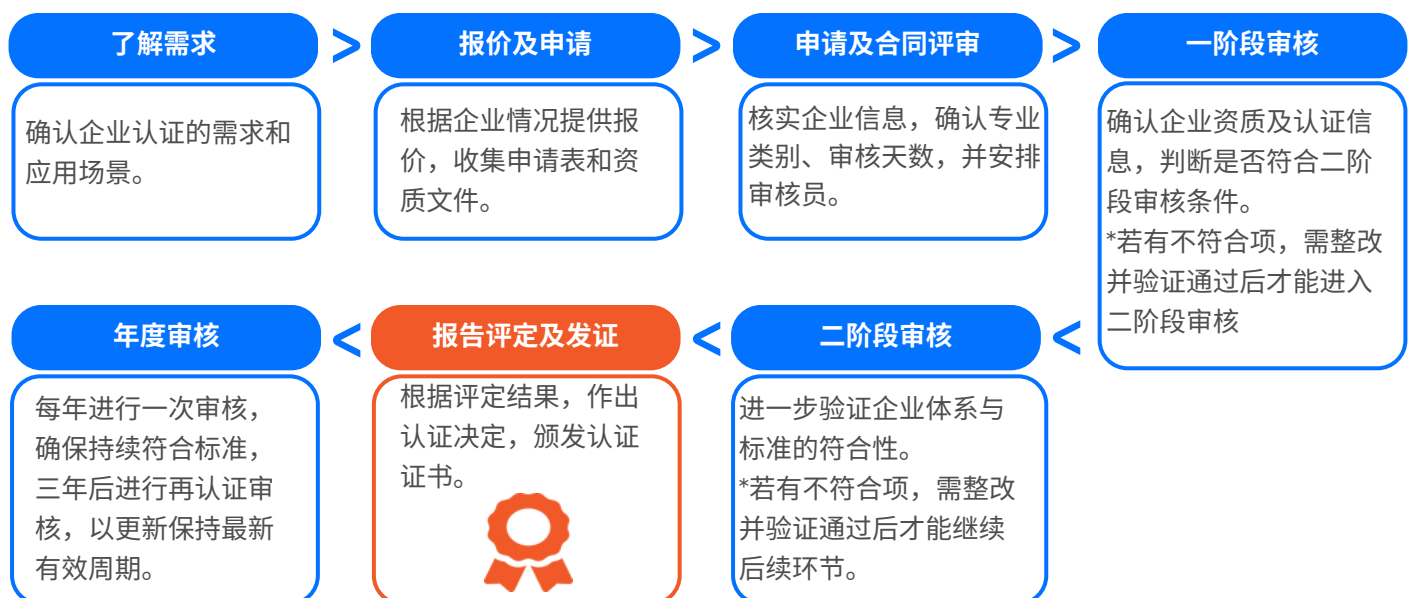 了解需求
>
报价及申请
>
申请及合同评审
>
一阶段审核
确认企业认证的需求和
应用场景。
根据企业情况提供报
价，收集申请表和资
质文件。
核实企业信息，确认专业
类别、审核天数，并安排
审核员。
确认企业资质及认证信
息，判断是否符合二阶
段审核条件。
*若有不符合项，需整改
并验证通过后才能进入
二阶段审核
年度审核
<
报告评定及发证
<
二阶段审核
<
每年进行一次审核，
确保持续符合标准，
三年后进行再认证审
核，以更新保持最新
有效周期。
根据评定结果，作出
认证决定，颁发认证
证书。
进一步验证企业体系与
标准的符合性。
*若有不符合项，需整改
并验证通过后才能继续
后续环节。